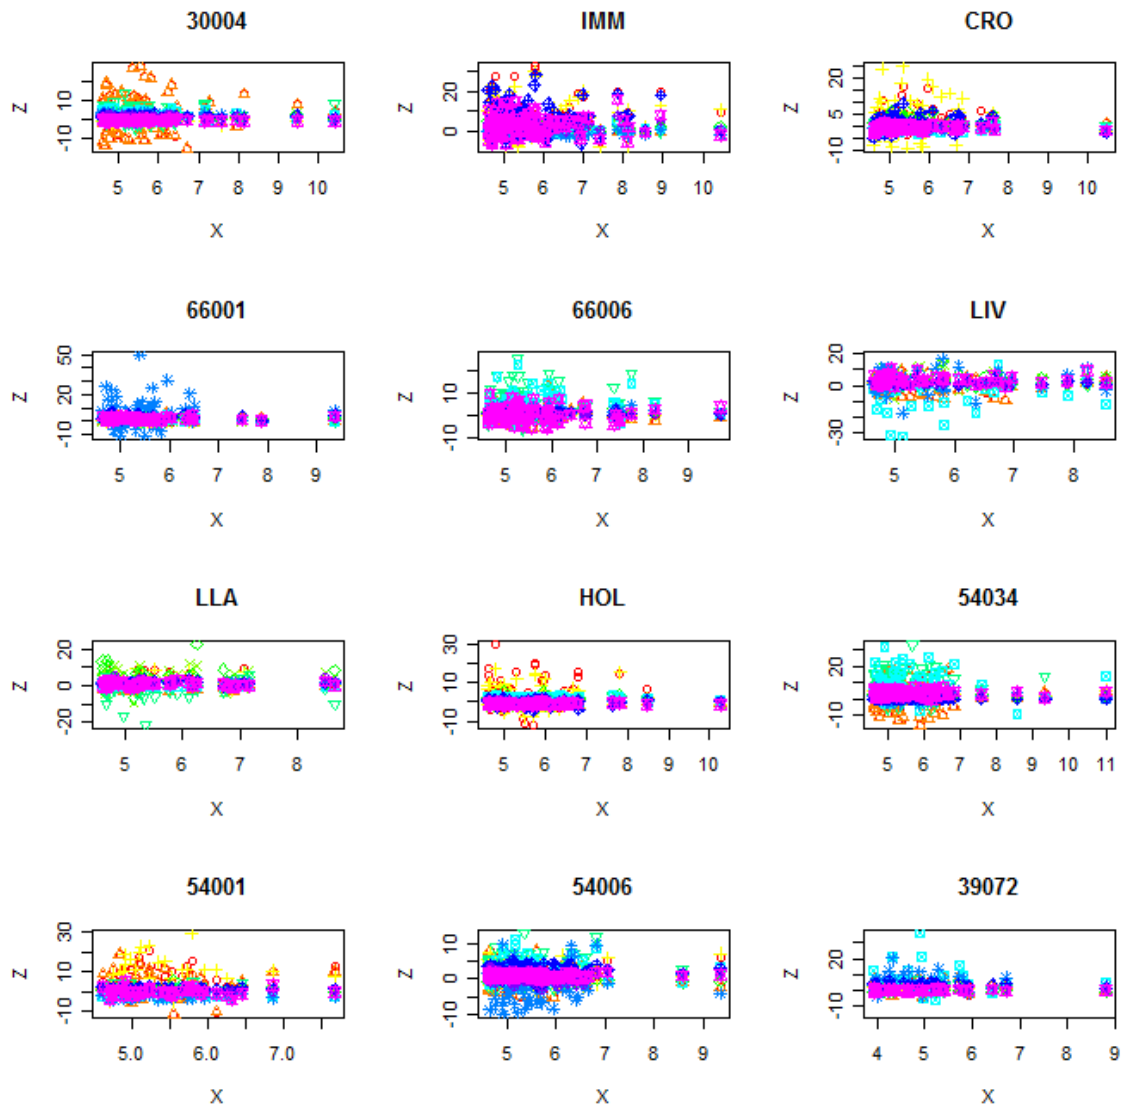 30004 IMM CRO
Z -10 10 Z 0 20 Z -10 5 20
5 6 7 8 9 10 5 6 7 8 9 10 5 6 7 8 9 10
X X X
66001 66006 LIV
Z -10 20 50 Z -10 10 Z -30 0 20
5 6 7 8 9 5 6 7 8 9 5 6 7 8
X X X
LLA HOL 54034
Z -20 0 20 Z -10 10 30 Z -10 20
5 6 7 8 5 6 7 8 9 10 5 6 7 8 9 10 11
X X X
54001 54006 39072
Z -10 10 30 Z -10 0 10 Z -10 20
5.0 6.0 7.0 5 6 7 8 9 4 5 6 7 8 9
X X X